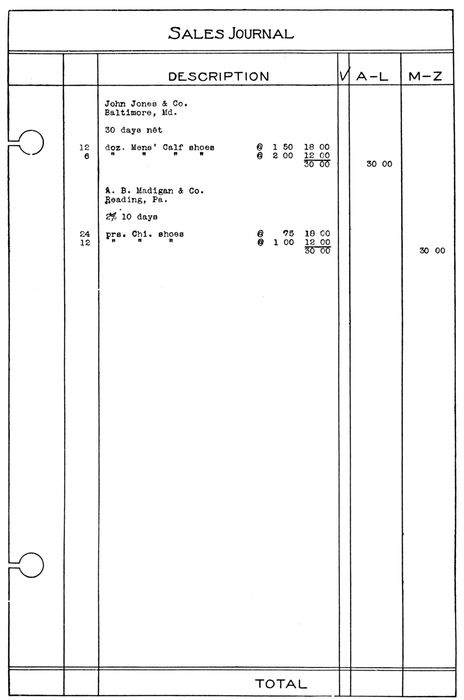 SALES JOURNAL
DESCRIPTION √ A-L M-Z
John Jones & Co.
Baltimore, Md.
30 days net
12 doz. Mens' Calf shoes @ 1 50 18 00
6 " " " " @ 2 00 12 00
30 00 30 00
A. B. Madigan & Co.
Reading, Pa.
2% 10 days
24 prs. Chi. shoes @ 75 18 00
12 " " " @ 1 00 12 00
30 00 30 00
TOTAL